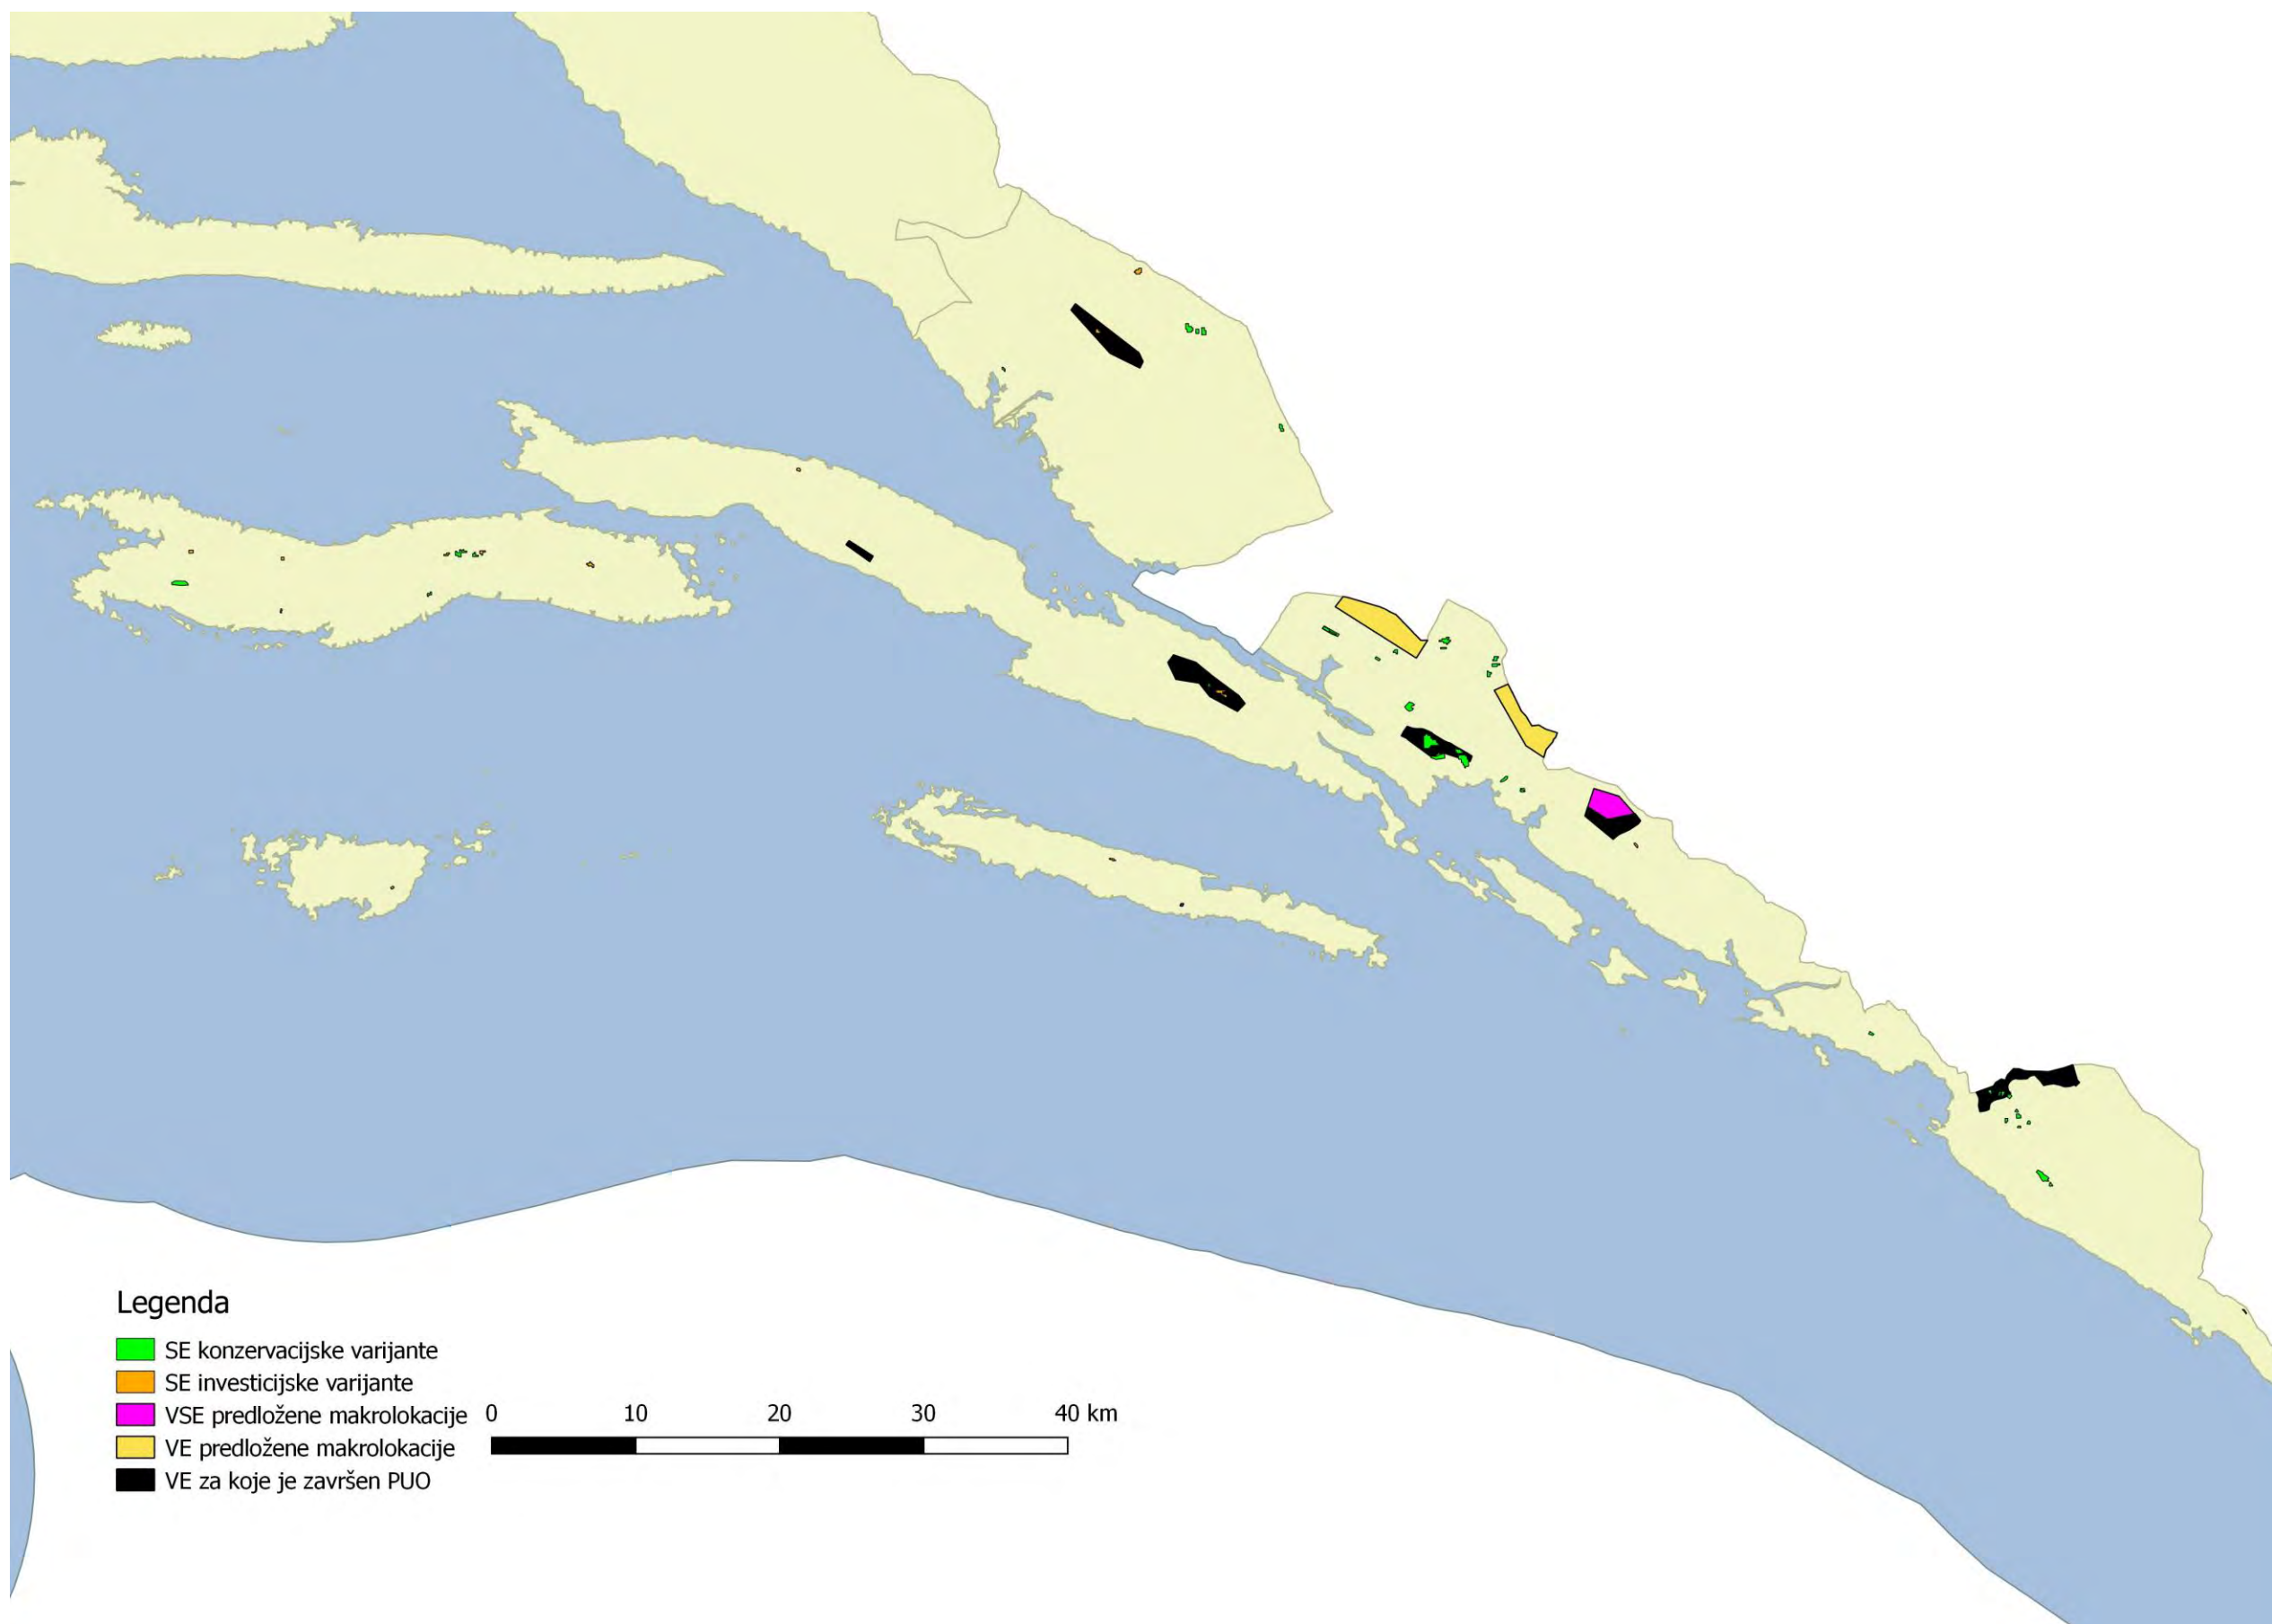 Legenda
SE konzervacijske varijante
SE investicijske varijante
VSE predložene makrolokacije
VE predložene makrolokacije
VE za koje je završen PUO
0 10 20 30 40 km